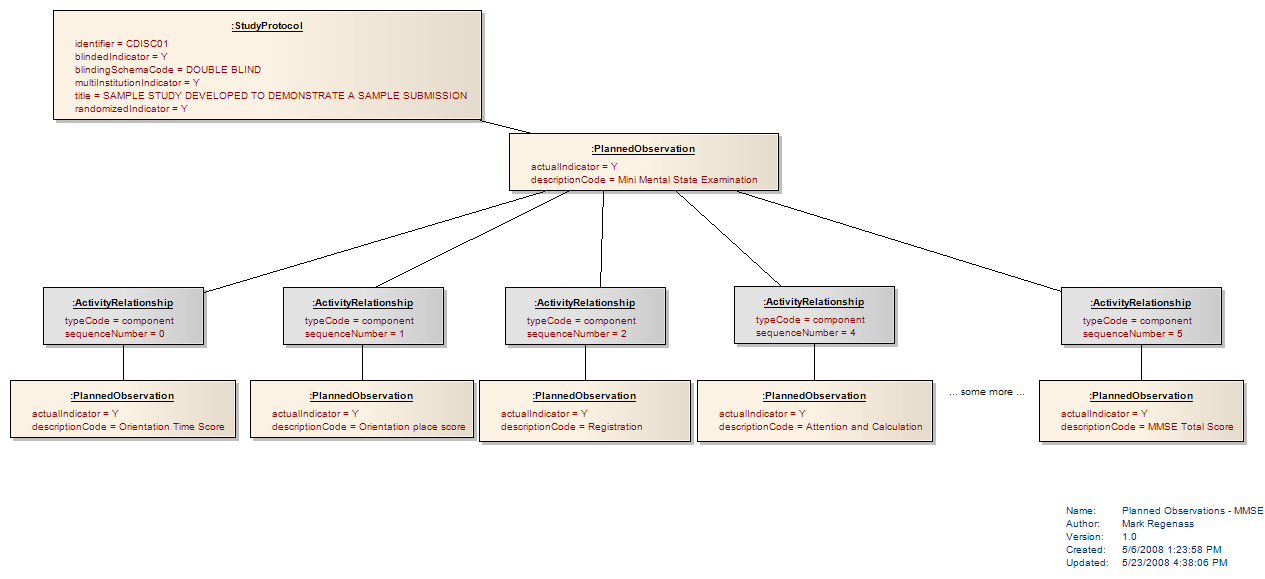 :StudyProtocol
identifier = CDISC01
blindedIndicator = Y
blindingSchemaCode = DOUBLE BLIND
multiInstitutionIndicator = Y
title = SAMPLE STUDY DEVELOPED TO DEMONSTRATE A SAMPLE SUBMISSION
randomizedIndicator = Y
:PlannedObservation
actualIndicator = Y
descriptionCode = Mini Mental State Examination
:ActivityRelationship
typeCode = component
sequenceNumber = 0
:ActivityRelationship
typeCode = component
sequenceNumber = 1
:ActivityRelationship
typeCode = component
sequenceNumber = 2
:ActivityRelationship
typeCode = component
sequenceNumber = 4
:ActivityRelationship
typeCode = component
sequenceNumber = 5
:PlannedObservation
actualIndicator = Y
descriptionCode = Orientation Time Score
:PlannedObservation
actualIndicator = Y
descriptionCode = Orientation place score
:PlannedObservation
actualIndicator = Y
descriptionCode = Registration
:PlannedObservation
actualIndicator = Y
descriptionCode = Attention and Calculation
... some more ...
:PlannedObservation
actualIndicator = Y
descriptionCode = MMSE Total Score
Name: Planned Observations - MMSE
Author: Mark Regenass
Version: 1.0
Created: 5/6/2008 1:23:58 PM
Updated: 5/23/2008 4:38:06 PM